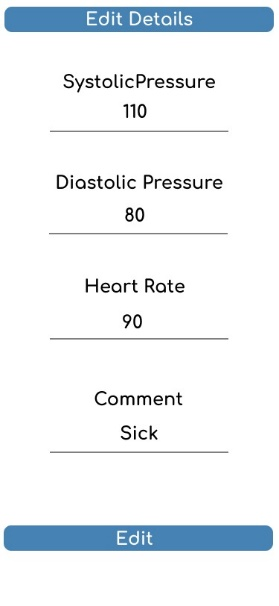 Edit Details
SystolicPressure
110
Diastolic Pressure
80
Heart Rate
90
Comment
Sick
Edit